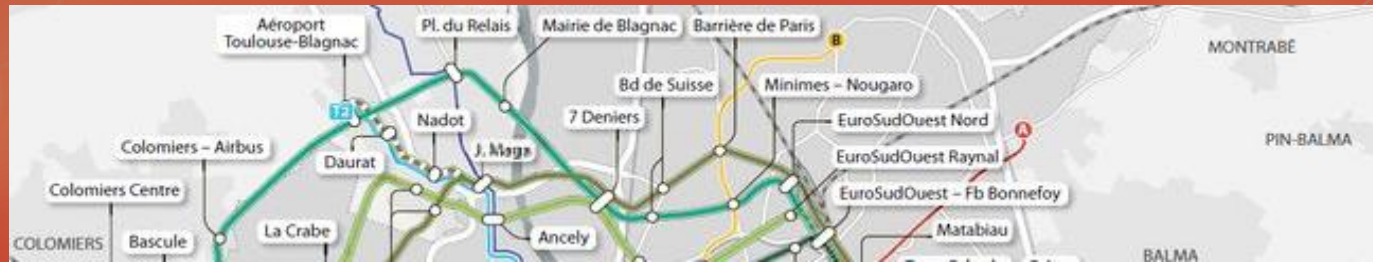 Aéroport
Toulouse-Blagnac
Pl. du Relais
Mairie de Blagnac
Barrière de Paris
B
MONTRABÉ
Bd de Suisse
Minimes – Nougaro
T2
Nadot
7 Deniers
EuroSudOuest Nord
A
PIN-BALMA
Colomiers – Airbus
Daurat
J. Maga
EuroSudOuest Raynal
Colomiers Centre
EuroSudOuest – Fb Bonnefoy
COLOMIERS
Bascule
La Crabe
Ancely
Matabiau
BALMA